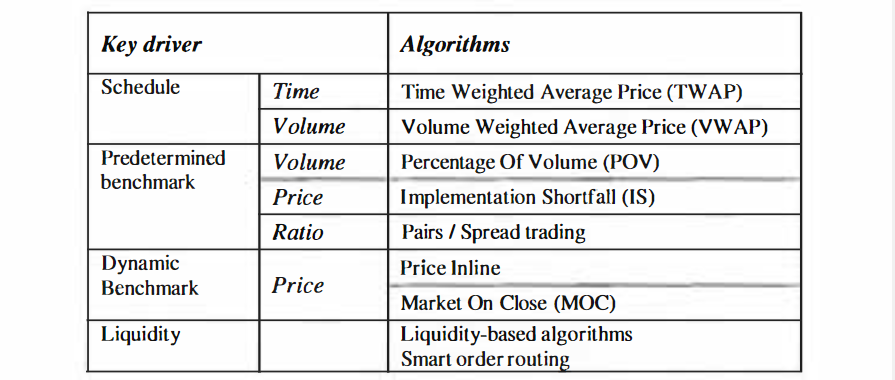 Key driver Algorithms
Schedule Time Time Weighted Average Price (TWAP)
Volume Volume Weighted Average Price (VWAP)
Predetermined benchmark Volume Percentage Of Volume (POV)
Price Implementation Shortfall (IS)
Ratio Pairs / Spread trading
Dynamic Benchmark Price Price Inline
Market On Close (MOC)
Liquidity Liquidity-based algorithms
Smart order routing